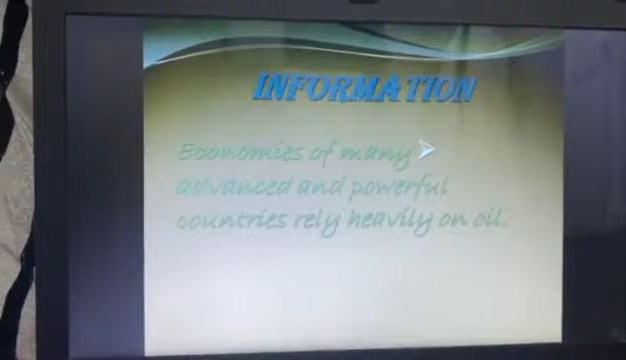 INFORMATION
Economies of many
advanced and powerful
countries rely heavily on oil.